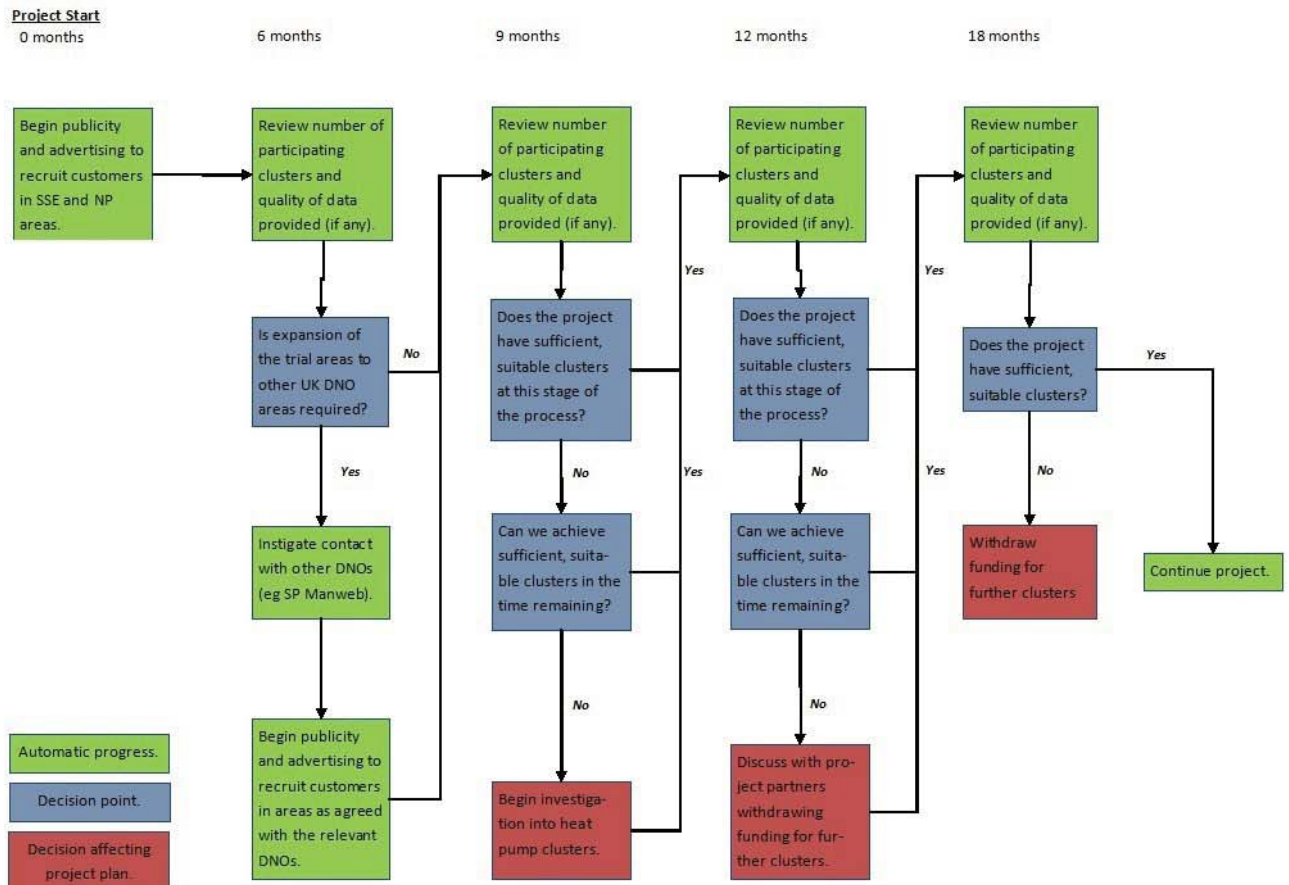 Project Start
0 months
6 months
9 months
12 months
18 months
Begin publicity
and advertising to
recruit customers
in SSE and NP
areas.
Review number of
participating
clusters and
quality of data
provided (if any).
Is expansion of
the trial areas to
other UK DNO
areas required?
No
Yes
Instigate contact
with other DNOs
(eg SP Manweb).
Begin publicity
and advertising to
recruit customers
in areas as agreed
with the relevant
DNOs.
Review number
of participating
clusters and
quality of data
provided (if any).
Does the project
have sufficient,
suitable clusters
at this stage of
the process?
Yes
No
Can we achieve
sufficient, suita-
ble clusters in the
time remaining?
Yes
No
Begin investiga-
tion into heat
pump clusters.
Review number
of participating
clusters and
quality of data
provided (if any).
Does the project
have sufficient,
suitable clusters
at this stage of
the process?
Yes
No
Can we achieve
sufficient, suita-
ble clusters in the
time remaining?
Yes
No
Discuss with pro-
ject partners
withdrawing
funding for fur-
ther clusters.
Review number
of participating
clusters and
quality of data
provided (if any).
Does the project
have sufficient,
suitable clusters?
Yes
No
Withdraw
funding for
further clusters
Continue project.
Automatic progress.
Decision point.
Decision affecting
project plan.